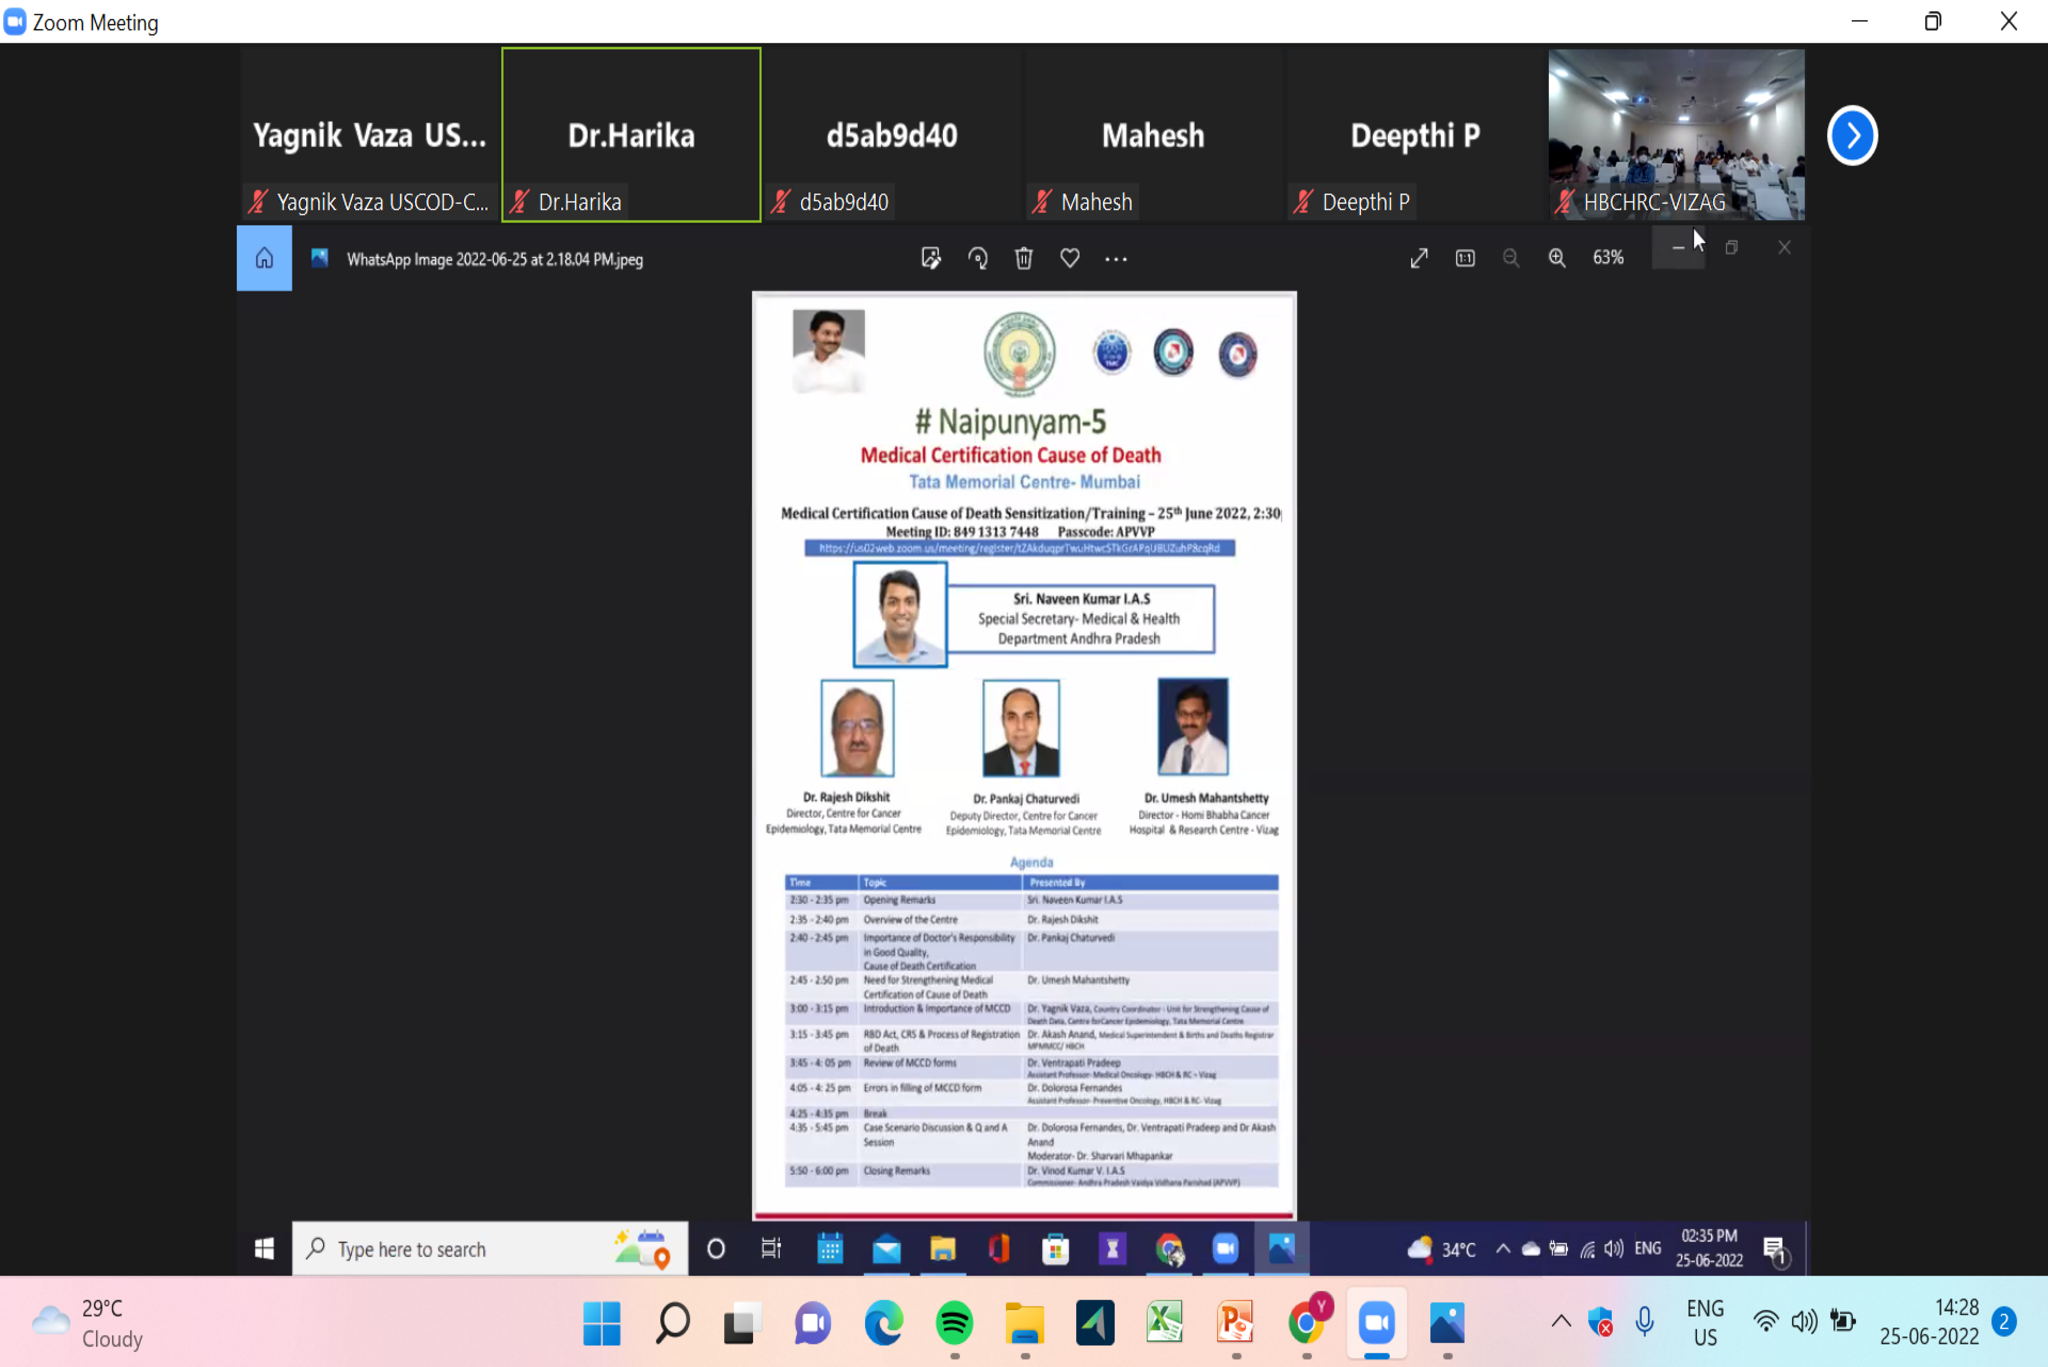 Zoom Meeting
Yagnik Vaza US...
Dr.Harika
d5ab9d40
Mahesh
Deepthi P
Yagnik Vaza USCOD-C...
Dr.Harika
d5ab9d40
Mahesh
Deepthi P
HBCHRC-VIZAG
WhatsApp Image 2022-06-25 at 2.18.04 PM.jpeg
1:1
63%
# Naipunyam-5
Medical Certification Cause of Death
Tata Memorial Centre- Mumbai
Medical Certification Cause of Death Sensitization/Training – 25th June 2022, 2:30
Meeting ID: 849 1313 7448 Passcode: APVVP
Sri. Naveen Kumar I.A.S
Special Secretary- Medical & Health
Department Andhra Pradesh
Dr. Rajesh Dikshit
Director, Centre for Cancer
Epidemiology, Tata Memorial Centre
Dr. Pankaj Chaturvedi
Deputy Director, Centre for Cancer
Epidemiology, Tata Memorial Centre
Dr. Umesh Mahantshetty
Director - Homi Bhabha Cancer
Hospital & Research Centre - Vizag
Agenda
Time Topic Presented By
2:30 - 2:35 pm Opening Remarks Sri. Naveen Kumar I.A.S
2:35 - 2:40 pm Overview of the Centre Dr. Rajesh Dikshit
2:40 - 2:45 pm Importance of Doctor's Responsibility Dr. Pankaj Chaturvedi
in Good Quality,
Cause of Death Certification
2:45 - 2:50 pm Need for Strengthening Medical Dr. Umesh Mahantshetty
Certification of Cause of Death
3:00 - 3:15 pm Introduction & Importance of MCCD Dr. Yagnik Vaza, Country Coordinator - Unit for Strengthening Cause of
Death Data, Centre forCancer Epidemiology, Tata Memorial Centre
3:15 - 3:45 pm RBD Act, CRS & Process of Registration Dr. Akash Anand, Medical Superintendent & Births and Deaths Registrar
of Death MPMMCC/ HBCH
3:45 - 4: 05 pm Review of MCCD forms Dr. Ventrapati Pradeep
Assistant Professor- Medical Oncology- HBCH & RC - Vizag
4:05 - 4: 25 pm Errors in filling of MCCD form Dr. Dolorosa Fernandes
Assistant Professor- Preventive Oncology, HBCH & RC- Vizag
4:25 - 4:35 pm Break
4:35 - 5:45 pm Case Scenario Discussion & Q and A Dr. Dolorosa Fernandes, Dr. Ventrapati Pradeep and Dr Akash
Session Anand
Moderator- Dr. Sharvari Mhapankar
5:50 - 6:00 pm Closing Remarks Dr. Vinod Kumar V. I.A.S
Commissioner- Andhra Pradesh Vaidya Vidhana Parishad (APVVP)
Type here to search
34°C
ENG
02:35 PM
25-06-2022
1
29°C
Cloudy
Y
ENG
US
14:28
25-06-2022
2